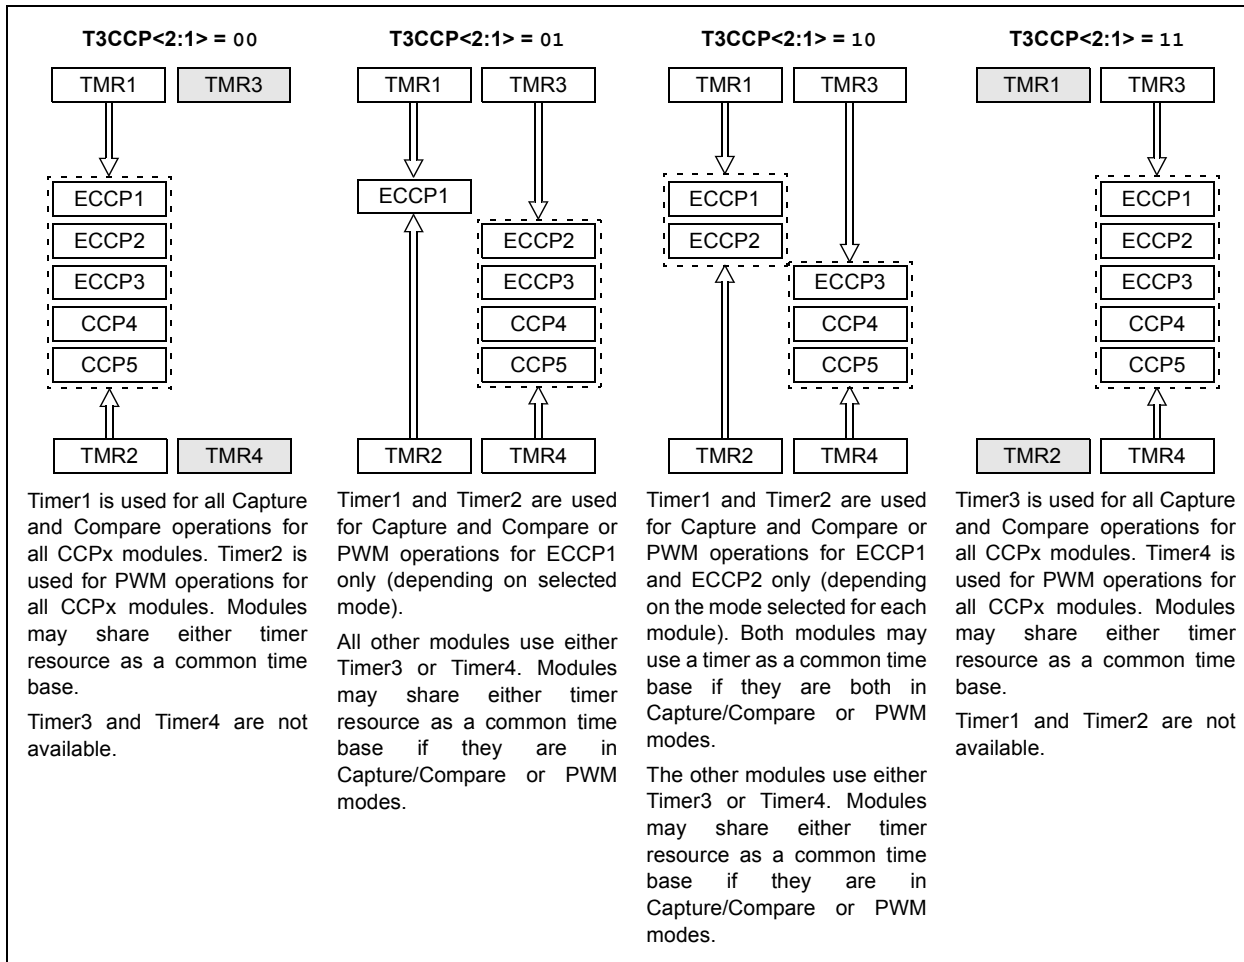 T3CCP<2:1> = 00
TMR1 TMR3
ECCP1
ECCP2
ECCP3
CCP4
CCP5
TMR2 TMR4
Timer1 is used for all Capture
and Compare operations for
all CCPx modules. Timer2 is
used for PWM operations for
all CCPx modules. Modules
may share either timer
resource as a common time
base.
Timer3 and Timer4 are not
available.
T3CCP<2:1> = 01
TMR1 TMR3
ECCP1
ECCP2
ECCP3
CCP4
CCP5
TMR2 TMR4
Timer1 and Timer2 are used
for Capture and Compare or
PWM operations for ECCP1
only (depending on selected
mode).
All other modules use either
Timer3 or Timer4. Modules
may share either timer
resource as a common time
base if they are in
Capture/Compare or PWM
modes.
T3CCP<2:1> = 10
TMR1 TMR3
ECCP1
ECCP2
ECCP3
CCP4
CCP5
TMR2 TMR4
Timer1 and Timer2 are used
for Capture and Compare or
PWM operations for ECCP1
and ECCP2 only (depending
on the mode selected for each
module). Both modules may
use a timer as a common time
base if they are both in
Capture/Compare or PWM
modes.
The other modules use either
Timer3 or Timer4. Modules
may share either timer
resource as a common time
base if they are in
Capture/Compare or PWM
modes.
T3CCP<2:1> = 11
TMR1 TMR3
ECCP1
ECCP2
ECCP3
CCP4
CCP5
TMR2 TMR4
Timer3 is used for all Capture
and Compare operations for
all CCPx modules. Timer4 is
used for PWM operations for
all CCPx modules. Modules
may share either timer
resource as a common time
base.
Timer1 and Timer2 are not
available.